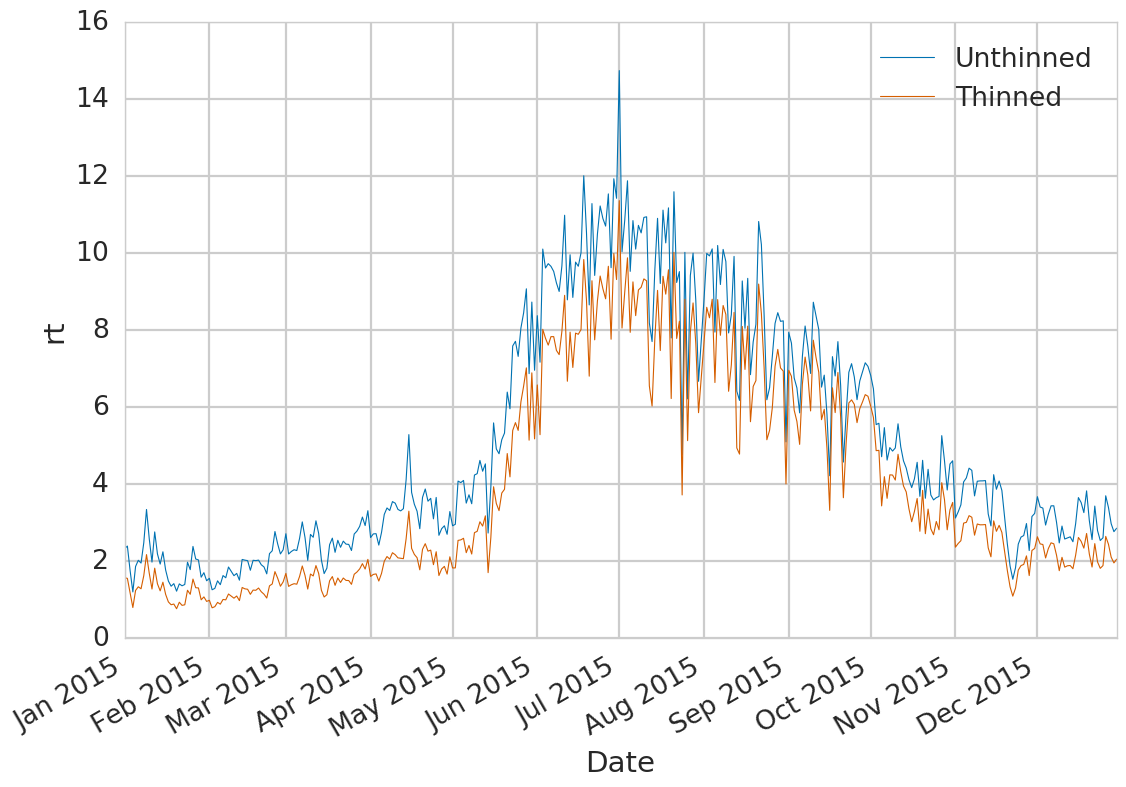 16
14
12
10
8
6
4
2
0
rt
Unthinned
Thinned
Jan 2015
Feb 2015
Mar 2015
Apr 2015
May 2015
Jun 2015
Jul 2015
Aug 2015
Sep 2015
Oct 2015
Nov 2015
Dec 2015
Date